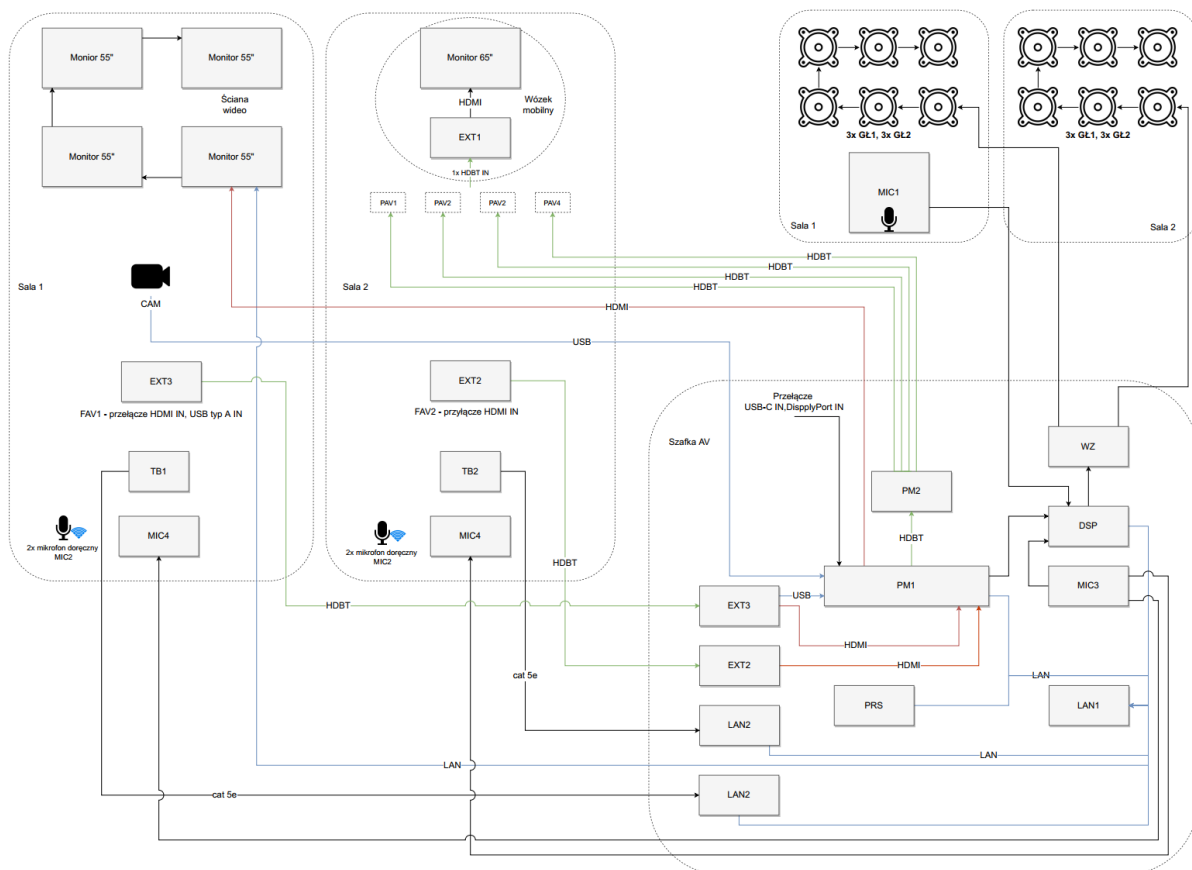 Monior 55"
Monitor 55"
Ściana
wideo
Monitor 55"
Monitor 55"
Sala 1
CAM
EXT3
FAV1 - przełącze HDMI IN, USB typ A IN
TB1
2x mikrofon doręczny
MIC2
MIC4
Monitor 65"
HDMI
Wózek
mobilny
EXT1
1x HDBT IN
PAV1
PAV2
PAV2
PAV4
Sala 2
EXT2
FAV2 - przyłącze HDMI IN
TB2
2x mikrofon doręczny
MIC2
MIC4
3x GŁ1, 3x GŁ2
MIC1
Sala 1
3x GŁ1, 3x GŁ2
Sala 2
HDBT
HDBT
HDBT
HDBT
HDMI
USB
Przełącze
USB-C IN,DispplyPort IN
Szafka AV
WZ
PM2
DSP
HDBT
HDBT
PM1
MIC3
HDBT
EXT3
USB
HDMI
EXT2
HDMI
cat 5e
LAN
PRS
LAN1
LAN2
LAN
LAN
cat 5e
LAN2